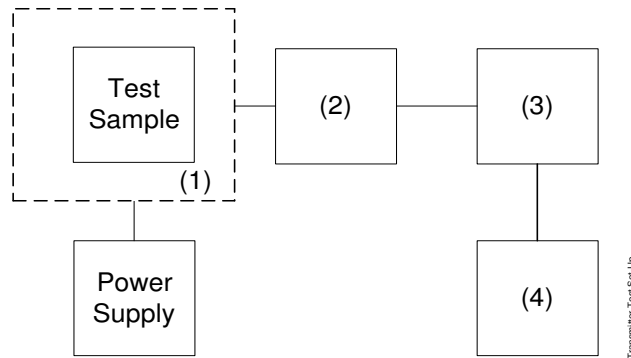 Test
Sample
(1)
(2)
(3)
Power
Supply
(4)
Transmitter Test Set Up